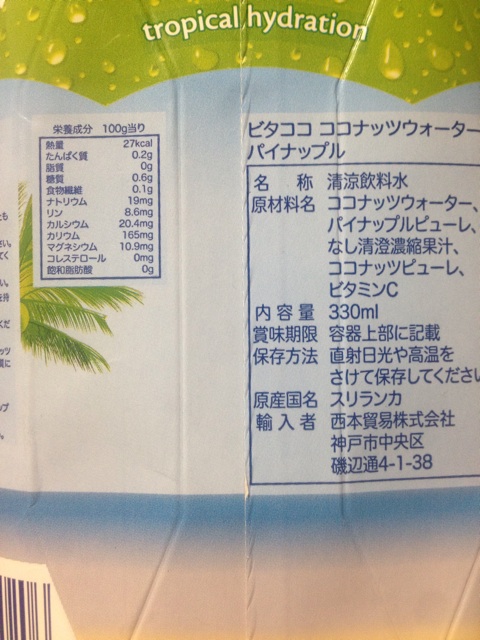 tropical hydration
栄養成分 100g当り
熱量 27kcal
たんぱく質 0.2g
脂質 0g
糖質 0.6g
食物繊維 0.1g
ナトリウム 19mg
リン 8.6mg
カルシウム 20.4mg
カリウム 165mg
マグネシウム 10.9mg
コレステロール 0mg
飽和脂肪酸 0g
ビタココ ココナッツウォーター
パイナップル
名 称 清涼飲料水
原材料名 ココナッツウォーター、
パイナップルピューレ、
なし清澄濃縮果汁、
ココナッツピューレ、
ビタミンC
内容量 330ml
賞味期限 容器上部に記載
保存方法 直射日光や高温を
さけて保存してください
原産国名 スリランカ
輸入者 西本貿易株式会社
神戸市中央区
磯辺通4-1-38